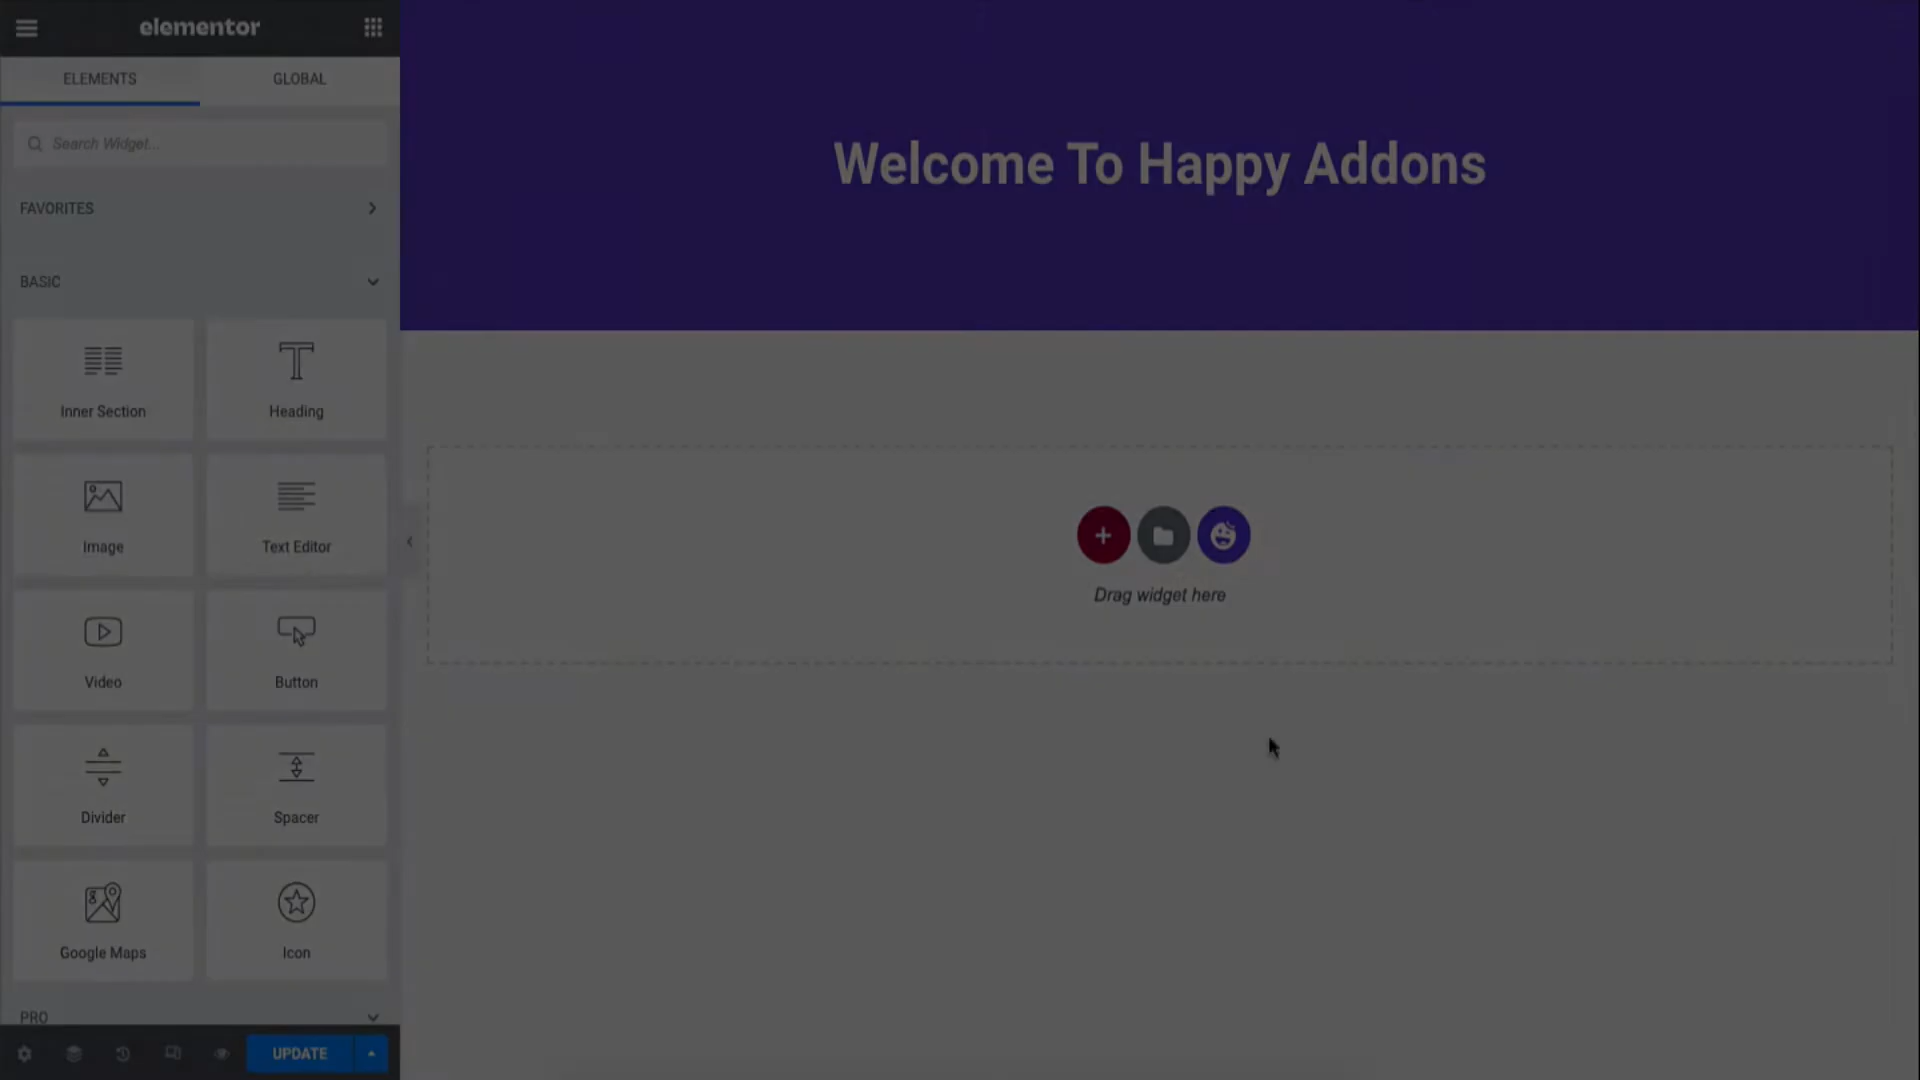 elementor
ELEMENTS
GLOBAL
Search Widget...
FAVORITES
BASIC
Inner Section
Heading
Image
Text Editor
Video
Button
Divider
Spacer
Google Maps
Icon
PRO
UPDATE
Welcome To Happy Addons
Drag widget here